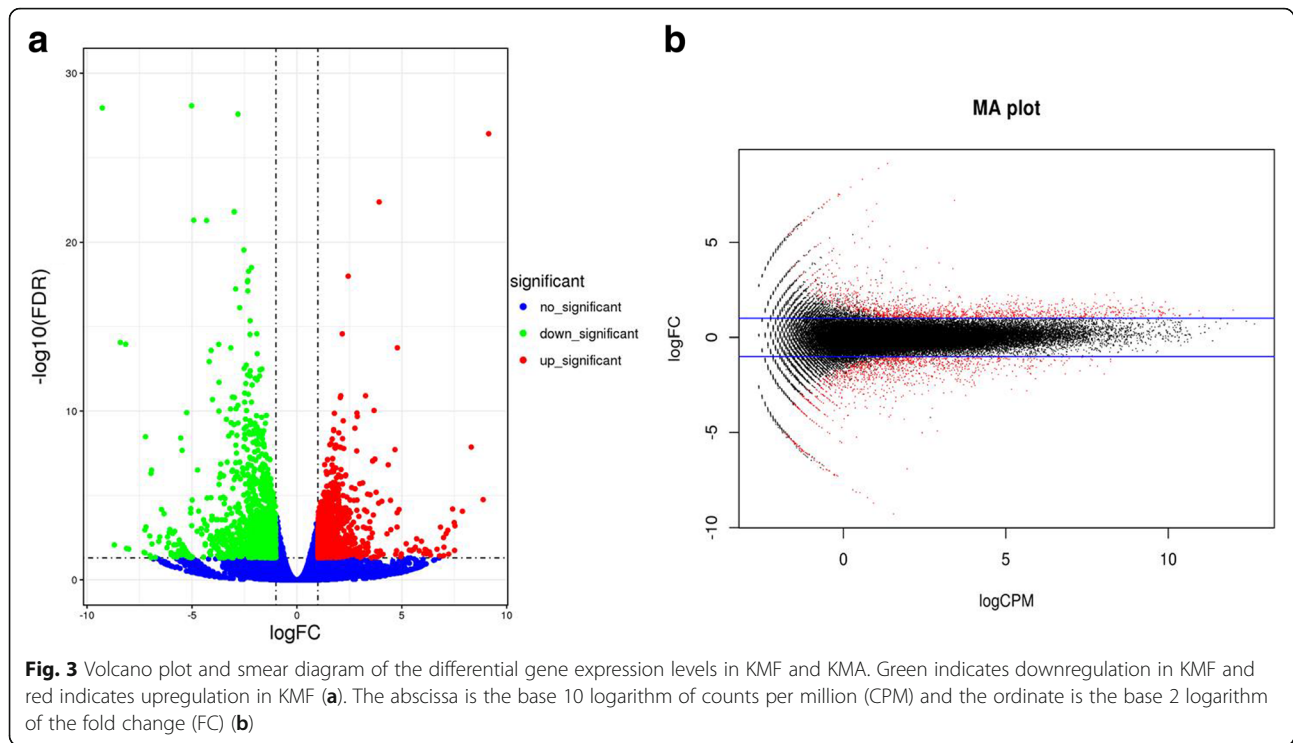 a
30
20
10
0
-log10(FDR)
-10
-5
0
5
10
logFC
significant
no_significant
down_significant
up_significant
b
MA plot
5
0
-5
-10
logFC
0
5
10
logCPM
Fig. 3 Volcano plot and smear diagram of the differential gene expression levels in KMF and KMA. Green indicates downregulation in KMF and
red indicates upregulation in KMF (a). The abscissa is the base 10 logarithm of counts per million (CPM) and the ordinate is the base 2 logarithm
of the fold change (FC) (b)